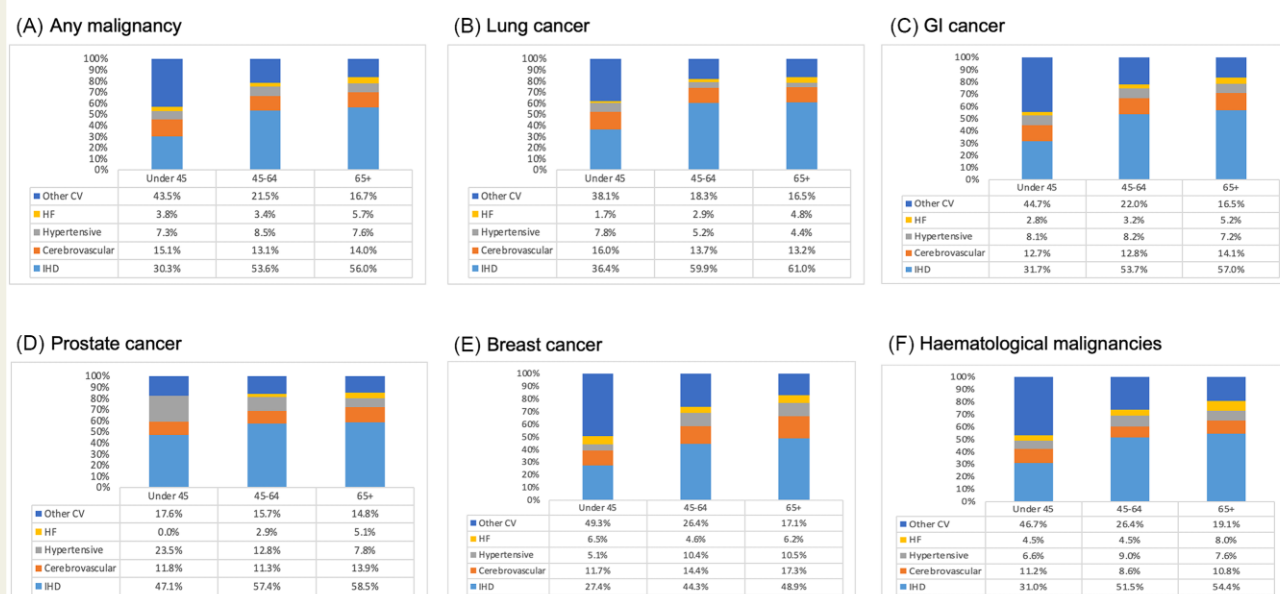 (A) Any malignancy
100%
90%
80%
70%
60%
50%
40%
30%
20%
10%
0%
Under 45 45-64 65+
Other CV 43.5% 21.5% 16.7%
HF 3.8% 3.4% 5.7%
Hypertensive 7.3% 8.5% 7.6%
Cerebrovascular 15.1% 13.1% 14.0%
IHD 30.3% 53.6% 56.0%
(B) Lung cancer
100%
90%
80%
70%
60%
50%
40%
30%
20%
10%
0%
Under 45 45-64 65+
Other CV 38.1% 18.3% 16.5%
HF 1.7% 2.9% 4.8%
Hypertensive 7.8% 5.2% 4.4%
Cerebrovascular 16.0% 13.7% 13.2%
IHD 36.4% 59.9% 61.0%
(C) GI cancer
100%
90%
80%
70%
60%
50%
40%
30%
20%
10%
0%
Under 45 45-64 65+
Other CV 44.7% 22.0% 16.5%
HF 2.8% 3.2% 5.2%
Hypertensive 8.1% 8.2% 7.2%
Cerebrovascular 12.7% 12.8% 14.1%
IHD 31.7% 53.7% 57.0%
(D) Prostate cancer
100%
90%
80%
70%
60%
50%
40%
30%
20%
10%
0%
Under 45 45-64 65+
Other CV 17.6% 15.7% 14.8%
HF 0.0% 2.9% 5.1%
Hypertensive 23.5% 12.8% 7.8%
Cerebrovascular 11.8% 11.3% 13.9%
IHD 47.1% 57.4% 58.5%
(E) Breast cancer
100%
90%
80%
70%
60%
50%
40%
30%
20%
10%
0%
Under 45 45-64 65+
Other CV 49.3% 26.4% 17.1%
HF 6.5% 4.6% 6.2%
Hypertensive 5.1% 10.4% 10.5%
Cerebrovascular 11.7% 14.4% 17.3%
IHD 27.4% 44.3% 48.9%
(F) Haematological malignancies
100%
90%
80%
70%
60%
50%
40%
30%
20%
10%
0%
Under 45 45-64 65+
Other CV 46.7% 26.4% 19.1%
HF 4.5% 4.5% 8.0%
Hypertensive 6.6% 9.0% 7.6%
Cerebrovascular 11.2% 8.6% 10.8%
IHD 31.0% 51.5% 54.4%